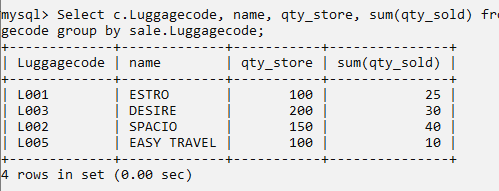 mysql> Select c.Luggagecode, name, qty_store, sum(qty_sold) fro
gecode group by sale.Luggagecode;
+-------------+-------------+-----------+---------------+
| Luggagecode | name        | qty_store | sum(qty_sold) |
+-------------+-------------+-----------+---------------+
| L001        | ESTRO       |       100 |            25 |
| L003        | DESIRE      |       200 |            30 |
| L002        | SPACIO      |       150 |            40 |
| L005        | EASY TRAVEL |       100 |            10 |
+-------------+-------------+-----------+---------------+
4 rows in set (0.00 sec)